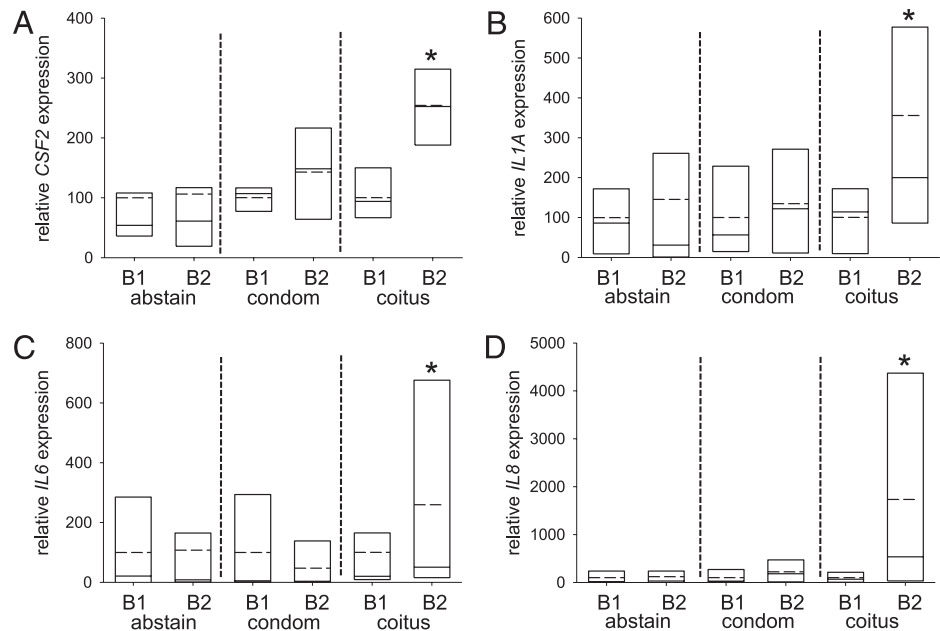 A
relative CSF2 expression
400
300
200
100
0
*
B1 B2 B1 B2 B1 B2
abstain condom coitus
B
relative IL1A expression
600
500
400
300
200
100
0
*
B1 B2 B1 B2 B1 B2
abstain condom coitus
C
relative IL6 expression
800
600
400
200
0
*
B1 B2 B1 B2 B1 B2
abstain condom coitus
D
relative IL8 expression
5000
4000
3000
2000
1000
0
*
B1 B2 B1 B2 B1 B2
abstain condom coitus